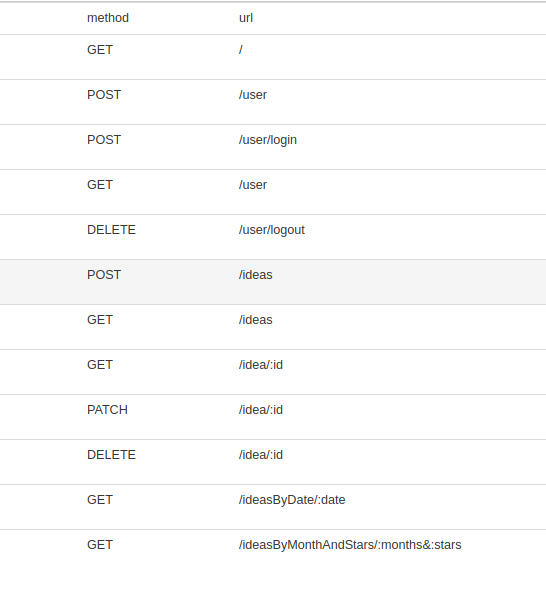 method url
GET /
POST /user
POST /user/login
GET /user
DELETE /user/logout
POST /ideas
GET /ideas
GET /idea/:id
PATCH /idea/:id
DELETE /idea/:id
GET /ideasByDate/:date
GET /ideasByMonthAndStars/:months&:stars